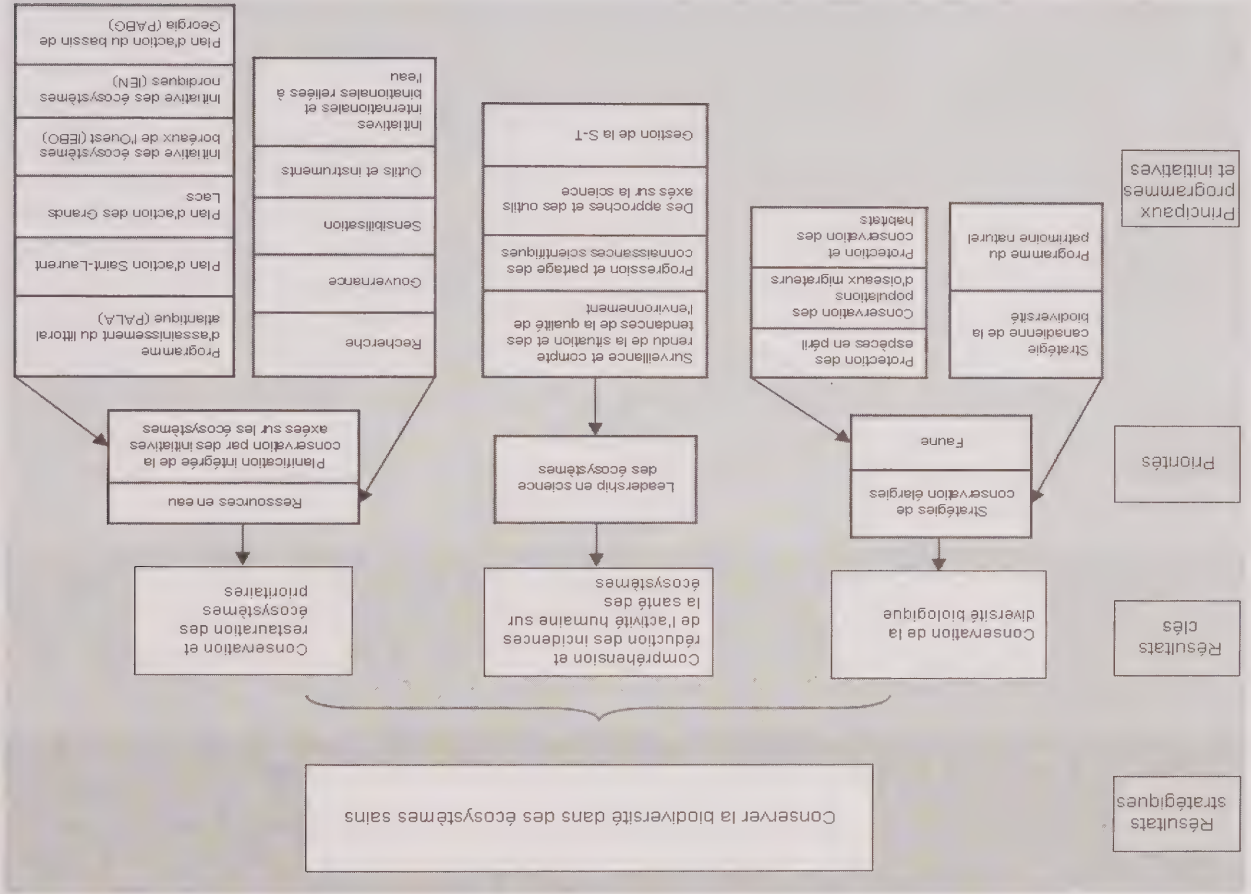 Résultats
stratégiques
Conserver la biodiversité dans des écosystèmes sains
Résultats
clés
Conservation de la
diversité biologique
Compréhension et
réduction des incidences
de l'activité humaine sur
la santé des
écosystèmes
Conservation et
restauration des
écosystèmes
prioritaires
Priorités
Stratégies de
conservation élargies
Faune
Leadership en science
des écosystèmes
Ressources en eau
Planification intégrée de la
conservation par des initiatives
axées sur les écosystèmes
Principaux
programmes
et initiatives
Stratégie
canadienne de la
biodiversité
Programme du
patrimoine naturel
Protection des
espèces en péril
Conservation des
populations
d'oiseaux migrateurs
Protection et
conservation des
habitats
Surveillance et compte
rendu de la situation et des
tendances de la qualité de
l'environnement
Progression et partage des
connaissances scientifiques
Des approches et des outils
axés sur la science
Gestion de la S-T
Recherche
Gouvernance
Sensibilisation
Outils et instruments
Initiatives
internationales et
binationales reliées à
l'eau
Programme
d'assainissement du littoral
atlantique (PALA)
Plan d'action Saint-Laurent
Plan d'action des Grands
Lacs
Initiative des écosystèmes
boréaux de l'Ouest (IEBO)
Initiative des écosystèmes
nordiques (IEN)
Plan d'action du bassin de
Georgia (PABG)